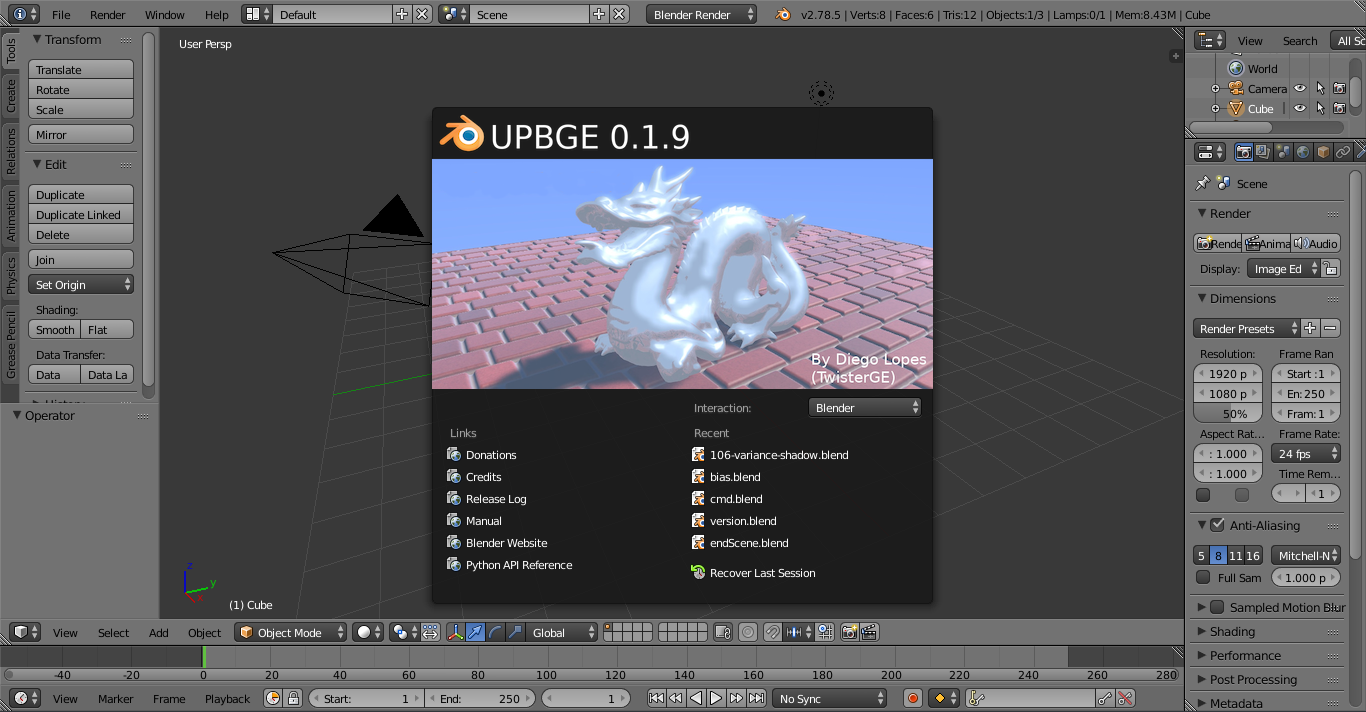 File Render Window Help Default Scene Blender Render v2.78.5 | Verts:8 | Faces:6 | Tris:12 | Objects:1/3 | Lamps:0/1 | Mem:8.43M | Cube
Tools
Create
Relations
Animation
Physics
Grease Pencil
Transform
Translate
Rotate
Scale
Mirror
Edit
Duplicate
Duplicate Linked
Delete
Join
Set Origin
Shading:
Smooth Flat
Data Transfer:
Data Data La
Operator
User Persp
UPBGE 0.1.9
By Diego Lopes
(TwisterGE)
Interaction: Blender
Links
Donations
Credits
Release Log
Manual
Blender Website
Python API Reference
Recent
106-variance-shadow.blend
bias.blend
cmd.blend
version.blend
endScene.blend
Recover Last Session
z
y
(1) Cube
View Search All Sc
World
Camera
Cube
Scene
Render
Rende Anima Audio
Display: Image Ed
Dimensions
Render Presets
Resolution: Frame Ran
1920 p Start :1
1080 p En: 250
50% Fram: 1
Aspect Rat... Frame Rate:
: 1.000 24 fps
: 1.000 Time Rem...
1
Anti-Aliasing
5 8 11 16 Mitchell-N
Full Sam 1.000 p
Sampled Motion Blur
Shading
Performance
Post Processing
Metadata
View Select Add Object Object Mode Global
-40 -20 0 20 40 60 80 100 120 140 160 180 200 220 240 260 280
View Marker Frame Playback Start: 1 End: 250 1 No Sync